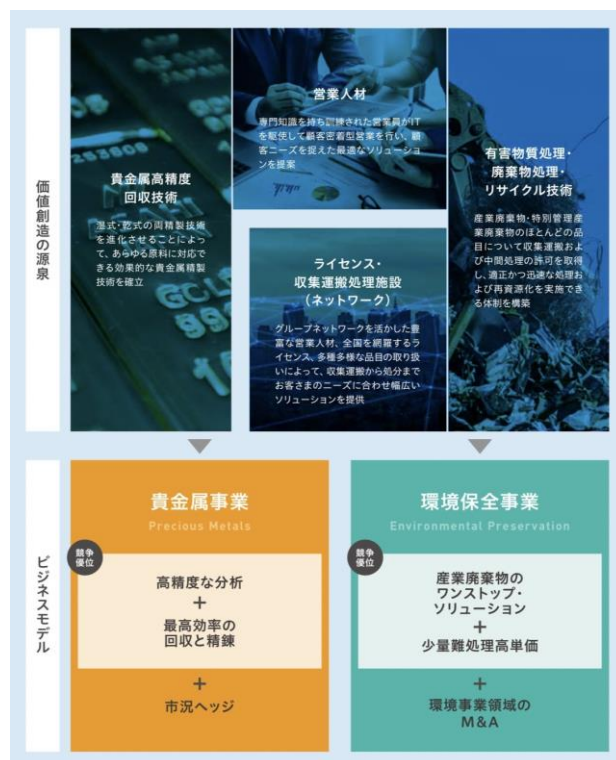 価値創造の源泉
貴金属高精度
回収技術
湿式・乾式の両精製技術
を進化させることによっ
て、あらゆる原料に対応で
きる効果的な貴金属精製
技術を確立
営業人材
専門知識を持ち訓練された営業員がIT
を駆使して顧客密着型営業を行い、顧
客ニーズを捉えた最適なソリューショ
ンを提案
ライセンス・
収集運搬処理施設
（ネットワーク）
グループネットワークを活かした豊
富な営業人材、全国を網羅するラ
イセンス、多種多様な品目の取り扱
いによって、収集運搬から処分まで
お客さまのニーズに合わせ幅広い
ソリューションを提供
有害物質処理・
廃棄物処理・
リサイクル技術
産業廃棄物・特別管理産
業廃棄物のほとんどの品
目について収集運搬およ
び中間処理の許可を取得
し、適正かつ迅速な処理お
よび再資源化を実施でき
る体制を構築
ビジネスモデル
貴金属事業
Precious Metals
競争
優位
高精度な分析
+
最高効率の
回収と精錬
+
市況ヘッジ
環境保全事業
Environmental Preservation
競争
優位
産業廃棄物の
ワンストップ・
ソリューション
+
少量難処理高単価
+
環境事業領域の
M&A